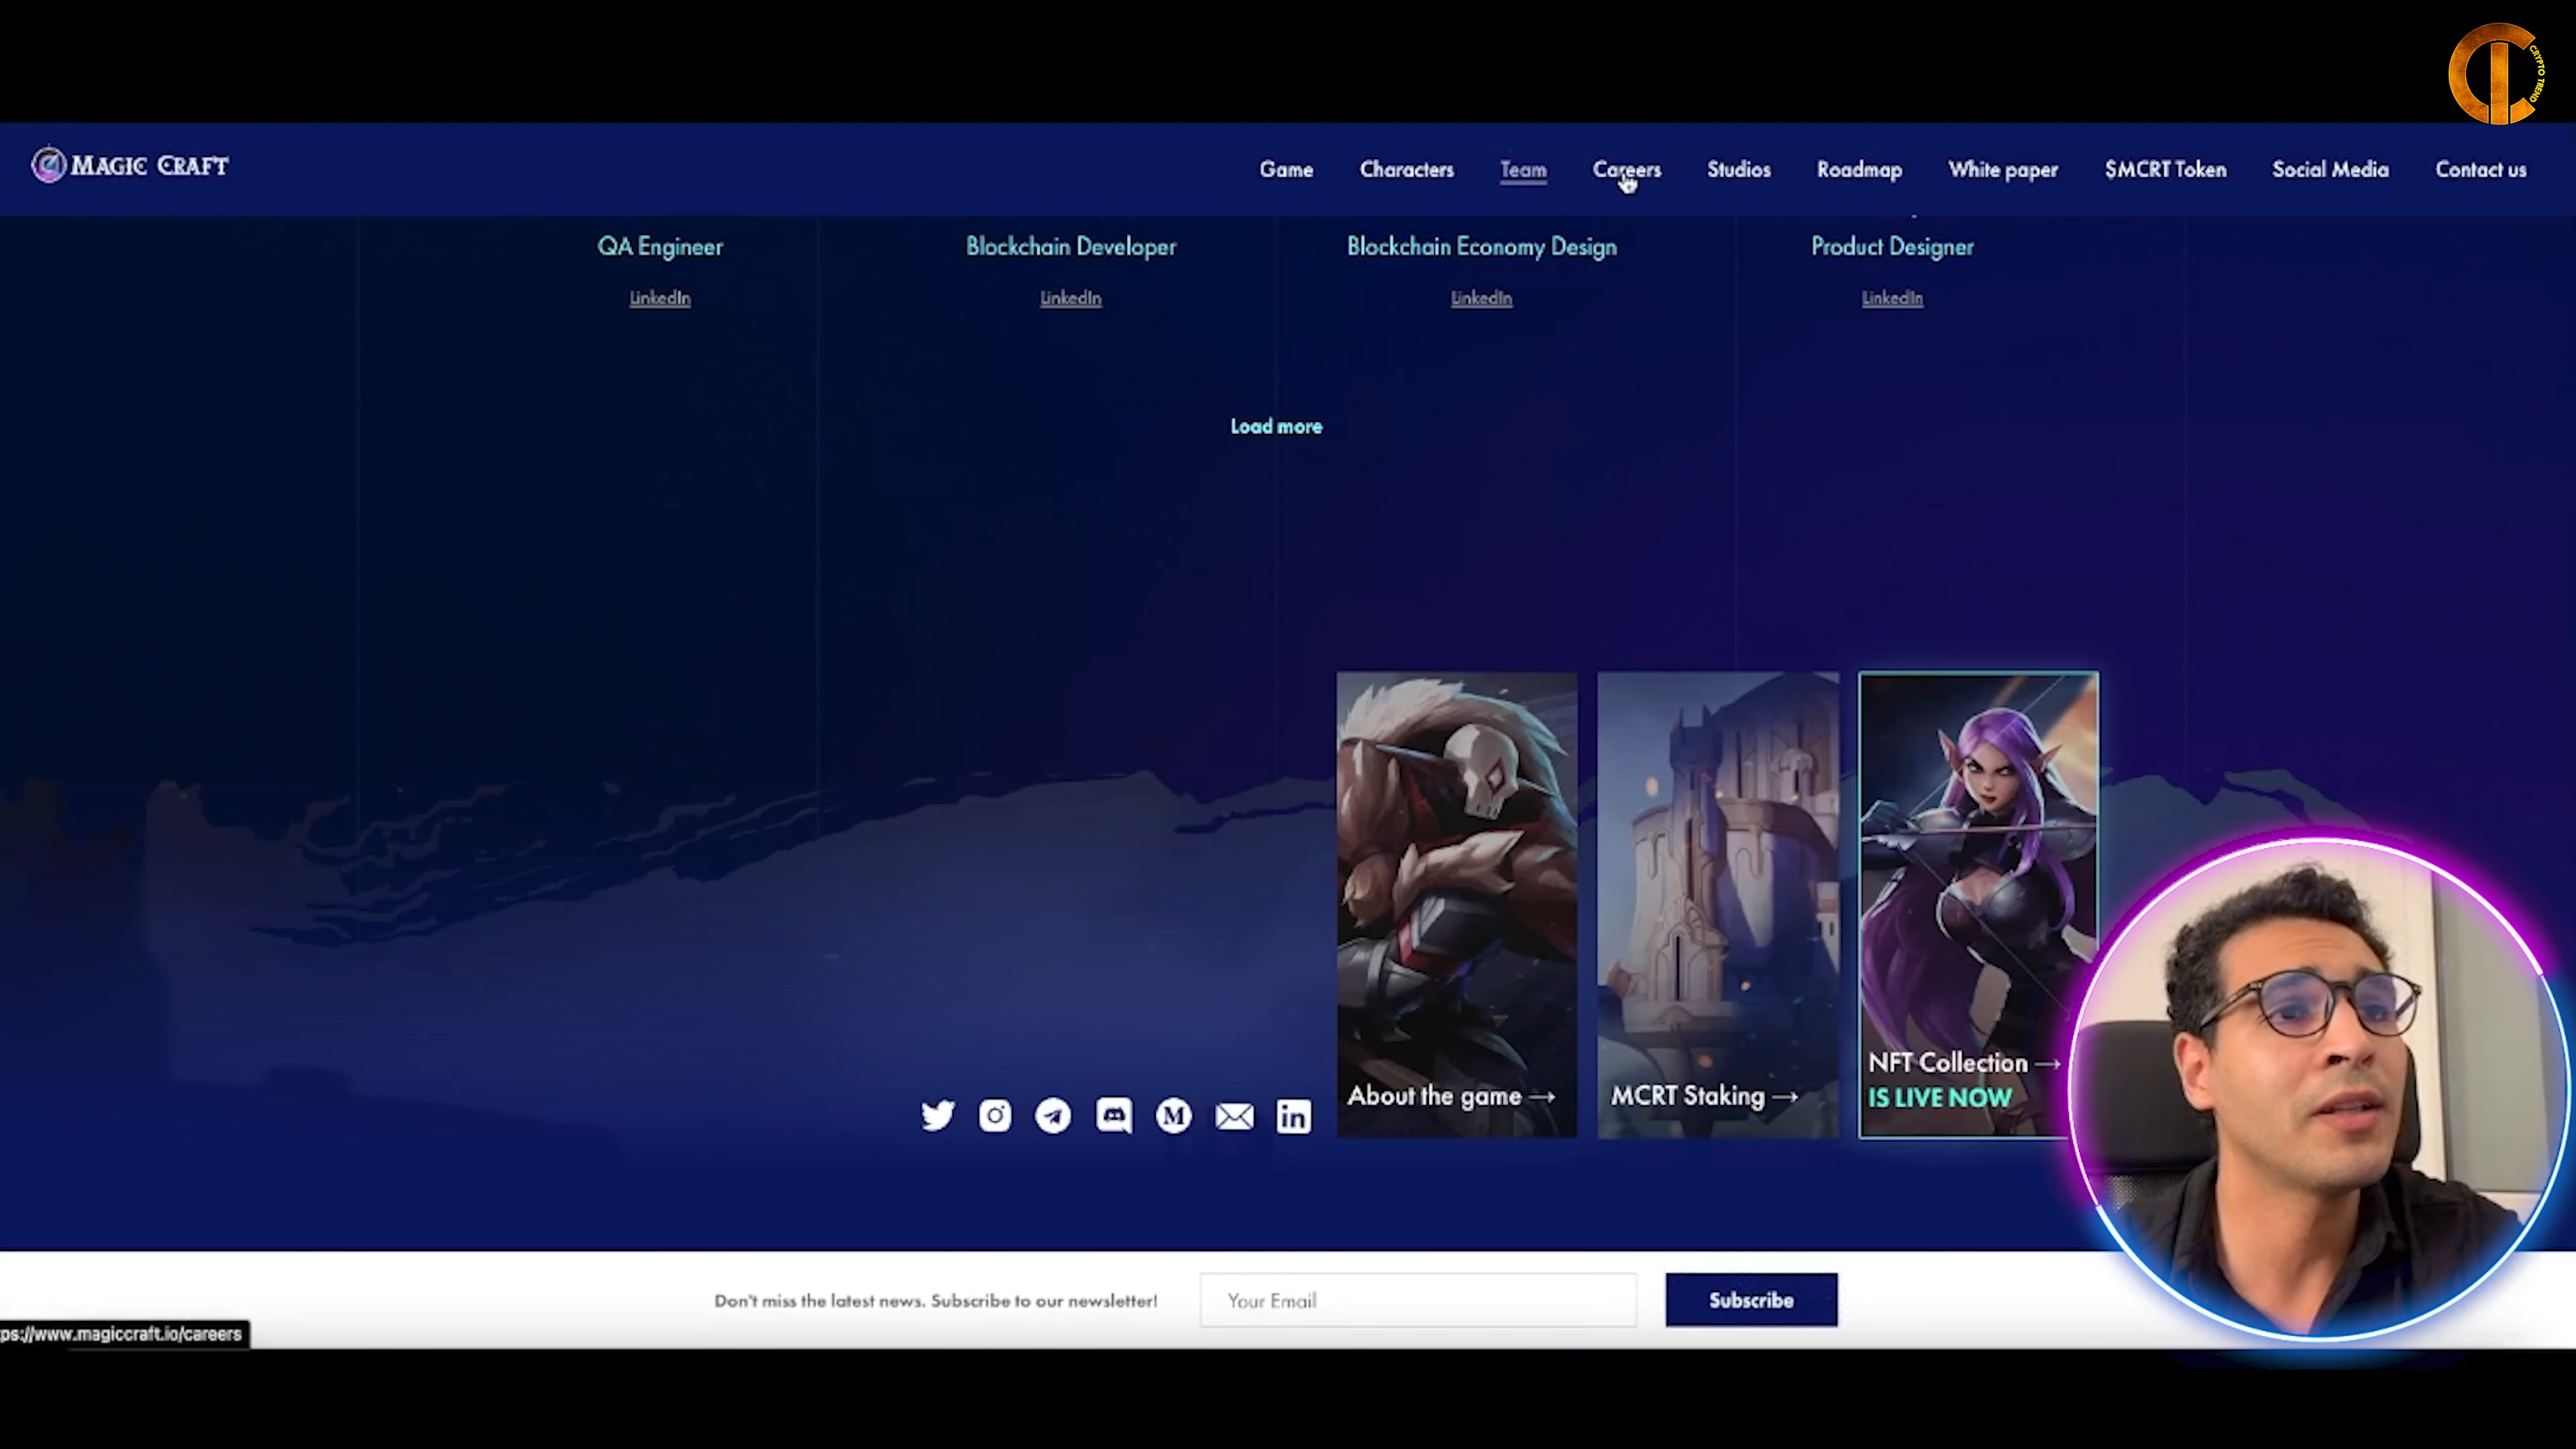 CRYPTO TREND
MAGIC CRAFT
Game Characters Team Careers Studios Roadmap White paper $MCRT Token Social Media Contact us
QA Engineer Blockchain Developer Blockchain Economy Design Product Designer
LinkedIn LinkedIn LinkedIn LinkedIn
Load more
About the game →
MCRT Staking →
NFT Collection →
IS LIVE NOW
Don't miss the latest news. Subscribe to our newsletter! Your Email Subscribe
ps://www.magiccraft.io/careers